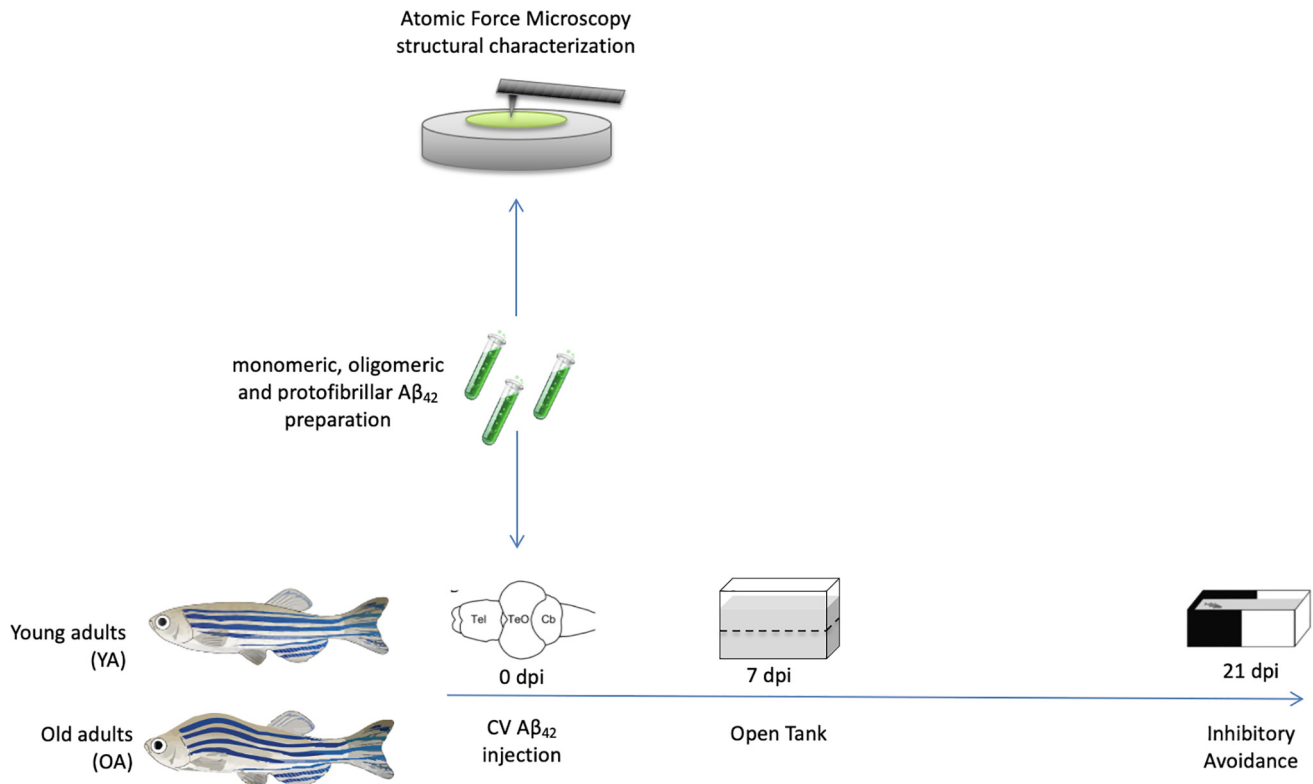 Atomic Force Microscopy
structural characterization
monomeric, oligomeric
and protofibrillar Aβ₄₂
preparation
Young adults
(YA)
Tel TeO Cb
0 dpi
7 dpi
21 dpi
Old adults
(OA)
CV Aβ₄₂
injection
Open Tank
Inhibitory
Avoidance